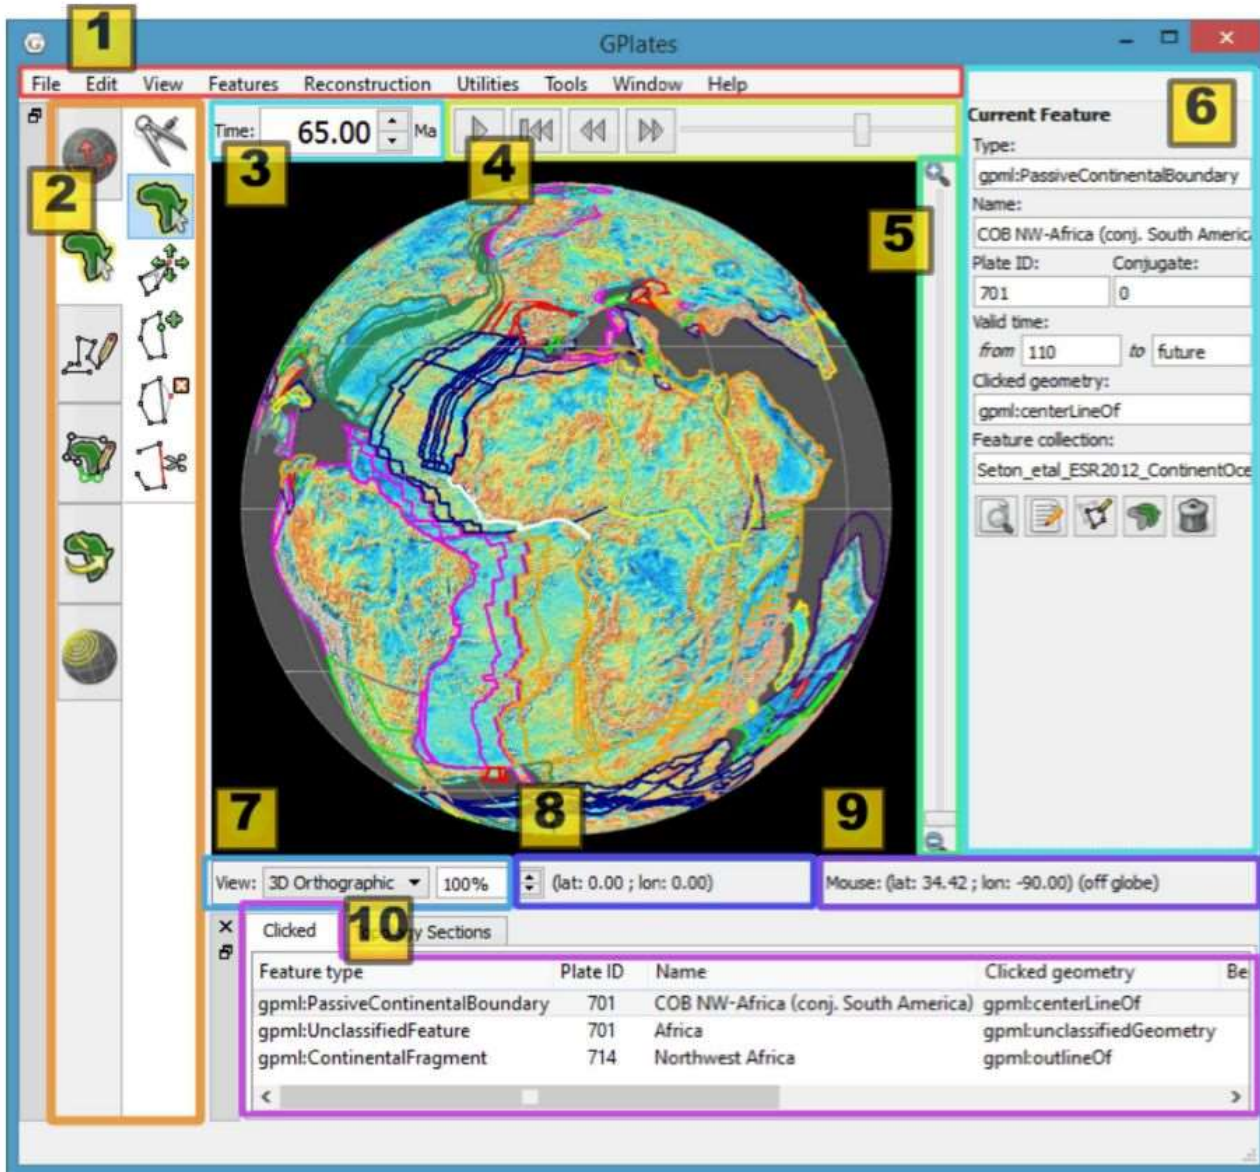 1
GPlates
File Edit View Features Reconstruction Utilities Tools Window Help
6
Current Feature
Time: 65.00 Ma
2
3
4
5
Type:
gpml:PassiveContinentalBoundary
Name:
COB NW-Africa (conj. South Americ
Plate ID: Conjugate:
701 0
Valid time:
from 110 to future
Clicked geometry:
gpml:centerLineOf
Feature collection:
Seton_etal_ESR2012_ContinentOce
7
8
9
View: 3D Orthographic 100% (lat: 0.00 ; lon: 0.00) Mouse: (lat: 34.42 ; lon: -90.00) (off globe)
10
Clicked Sections
Feature type Plate ID Name Clicked geometry Be
gpml:PassiveContinentalBoundary 701 COB NW-Africa (conj. South America) gpml:centerLineOf
gpml:UnclassifiedFeature 701 Africa gpml:unclassifiedGeometry
gpml:ContinentalFragment 714 Northwest Africa gpml:outlineOf